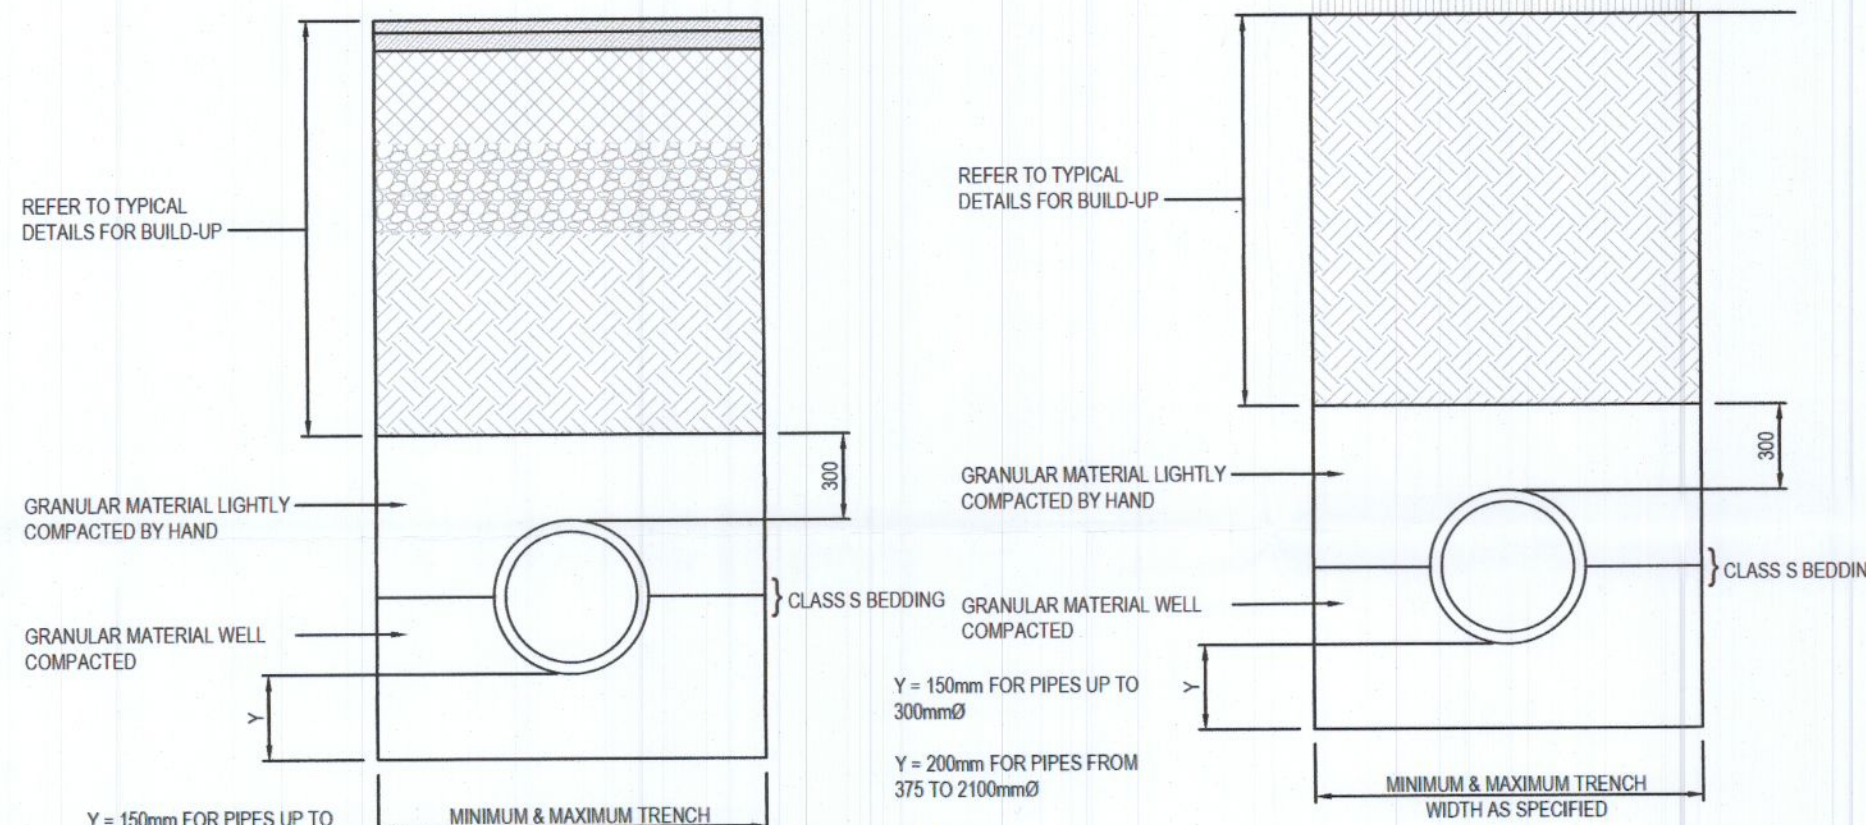 REFER TO TYPICAL
DETAILS FOR BUILD-UP
GRANULAR MATERIAL LIGHTLY
COMPACTED BY HAND
GRANULAR MATERIAL WELL
COMPACTED
300
CLASS S BEDDING
Y
Y = 150mm FOR PIPES UP TO
MINIMUM & MAXIMUM TRENCH
REFER TO TYPICAL
DETAILS FOR BUILD-UP
GRANULAR MATERIAL LIGHTLY
COMPACTED BY HAND
GRANULAR MATERIAL WELL
COMPACTED
300
CLASS S BEDDIN
Y
Y = 150mm FOR PIPES UP TO
300mmØ
Y = 200mm FOR PIPES FROM
375 TO 2100mmØ
MINIMUM & MAXIMUM TRENCH
WIDTH AS SPECIFIED